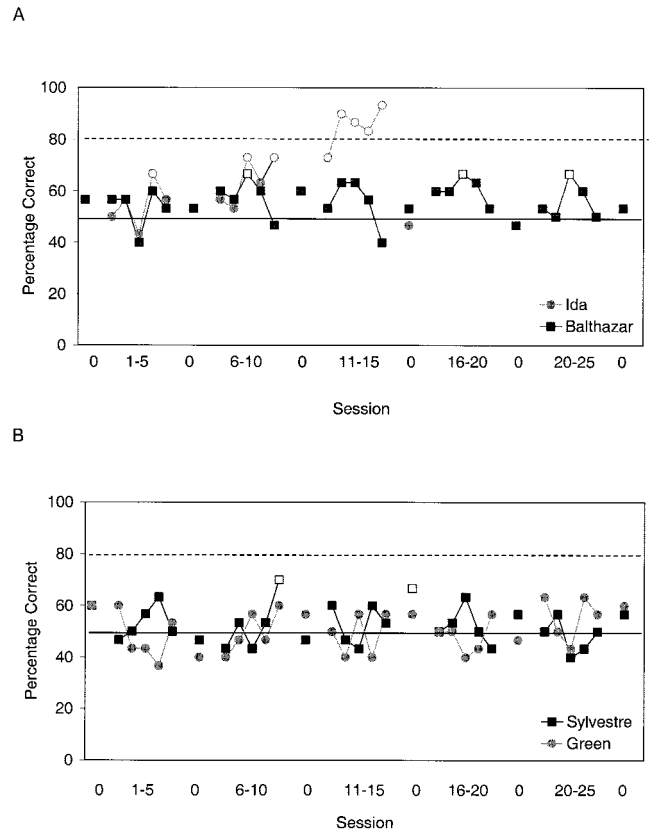 A
100
80
60
40
20
0
Percentage Correct
Ida
Balthazar
0 1-5 0 6-10 0 11-15 0 16-20 0 20-25 0
Session
B
100
80
60
40
20
0
Percentage Correct
Sylvestre
Green
0 1-5 0 6-10 0 11-15 0 16-20 0 20-25 0
Session